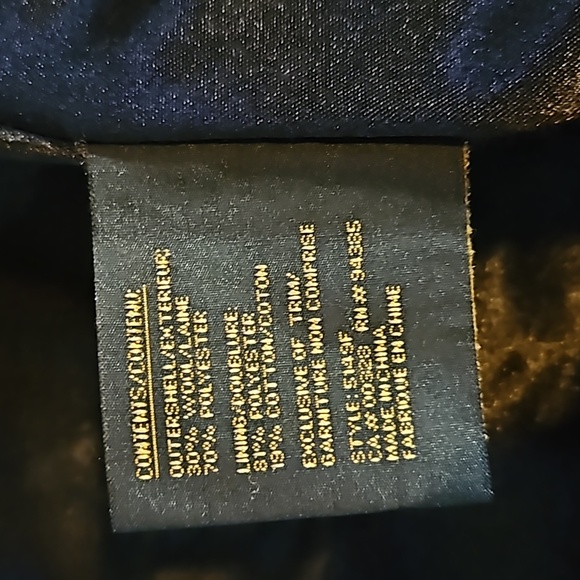 CONTENTS/CONTENU:
OUTERSHELL/EXTERIEUR:
30% WOOL/LAINE
70% POLYESTER
LINING/DOUBLURE:
81% POLYESTER
19% COTTON/COTON
EXCLUSIVE OF TRIM/
GARNITURE NON COMPRISE
STYLE:
CA# RN# 94385
MADE IN CHINA
FABRIQUE EN CHINE